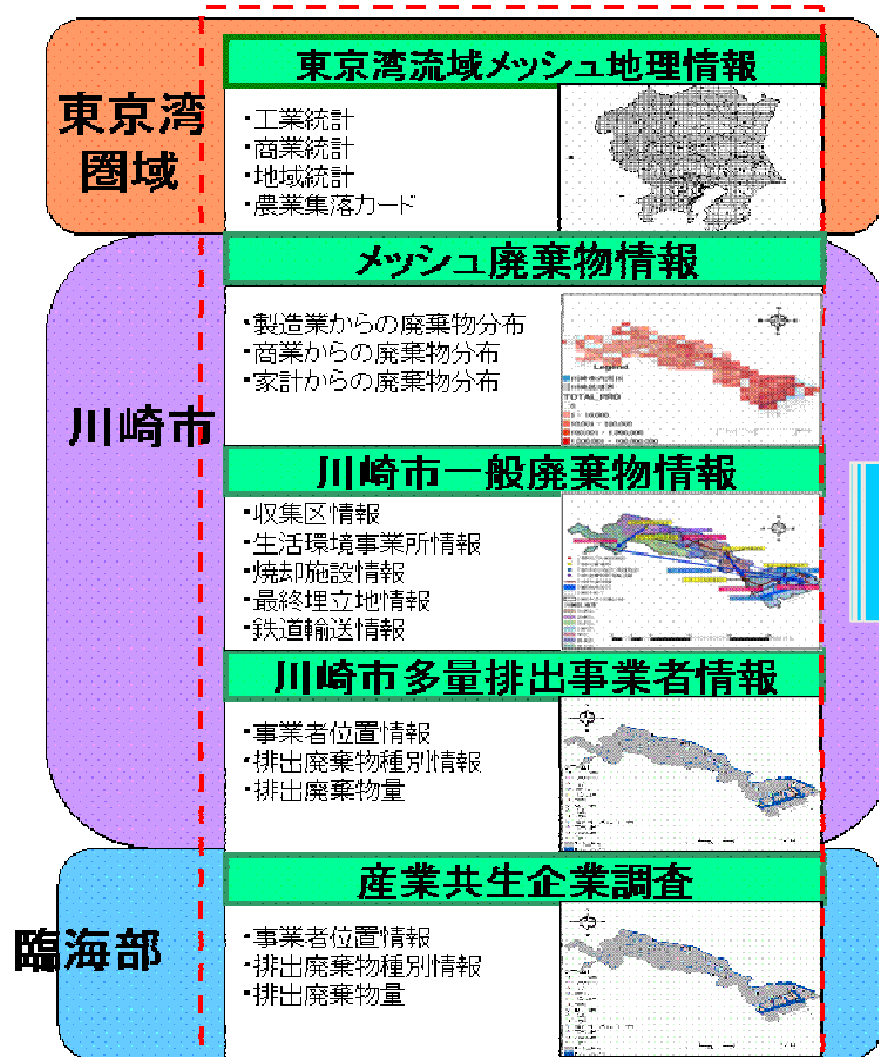 東京湾
圏域
東京湾流域メッシュ地理情報
・工業統計
・商業統計
・地域統計
・農業集落カード
川崎市
メッシュ廃棄物情報
・製造業からの廃棄物分布
・商業からの廃棄物分布
・家計からの廃棄物分布
Legend
川崎市一般廃棄物情報
・収集区情報
・生活環境事業所情報
・焼却施設情報
・最終埋立地情報
・鉄道輸送情報
川崎市多量排出事業者情報
・事業者位置情報
・排出廃棄物種別情報
・排出廃棄物量
臨海部
産業共生企業調査
・事業者位置情報
・排出廃棄物種別情報
・排出廃棄物量